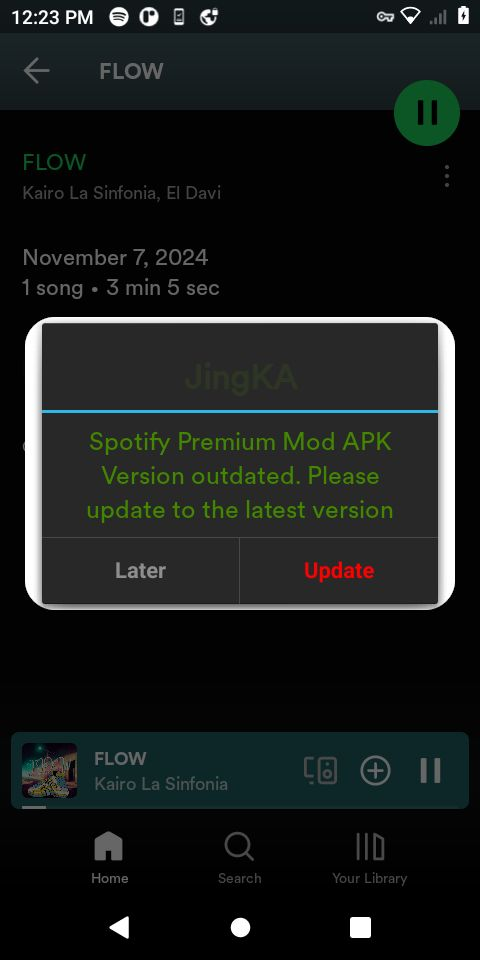 12:23 PM
FLOW
FLOW
Kairo La Sinfonia, El Davi
November 7, 2024
1 song • 3 min 5 sec
JingKA
Spotify Premium Mod APK
Version outdated. Please
update to the latest version
Later
Update
FLOW
Kairo La Sinfonia
Home
Search
Your Library